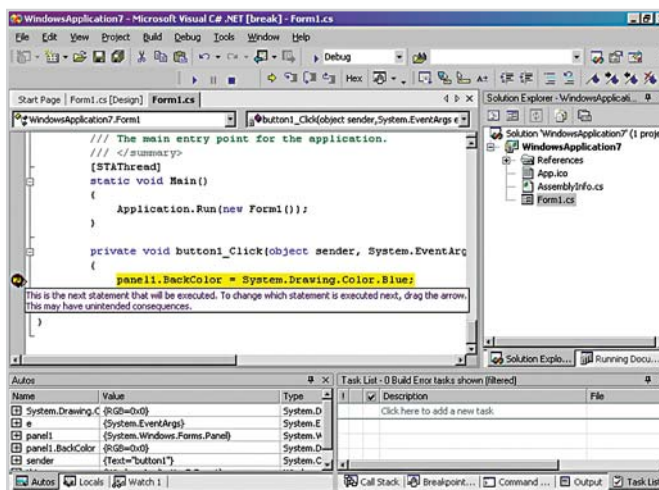 WindowsApplication7 - Microsoft Visual C# .NET [break] - Form1.cs
File Edit View Project Build Debug Tools Window Help
Debug
Hex
Start Page Form1.cs [Design] Form1.cs
WindowsApplication7.Form1 button1_Click(object sender,System.EventArgs e
/// The main entry point for the application.
/// </summary>
[STAThread]
static void Main()
{
Application.Run(new Form1());
}
private void button1_Click(object sender, System.EventArg
{
panel1.BackColor = System.Drawing.Color.Blue;
This is the next statement that will be executed. To change which statement is executed next, drag the arrow.
This may have unintended consequences.
}
Solution Explorer - WindowsApplicati...
Solution 'WindowsApplication7' (1 proje
WindowsApplication7
References
App.ico
AssemblyInfo.cs
Form1.cs
Solution Explo... Running Docu...
Autos
Name Value Type
System.Drawing.C {RGB=0x0} System.D
e {System.EventArgs} System.E
panel1 {System.Windows.Forms.Panel} System.W
panel1.BackColor {RGB=0x0} System.D
sender {Text="button1"} System.C
Autos Locals Watch 1
Task List - 0 Build Error tasks shown (filtered)
! Description File
Click here to add a new task
Call Stack Breakpoint... Command ... Output Task List